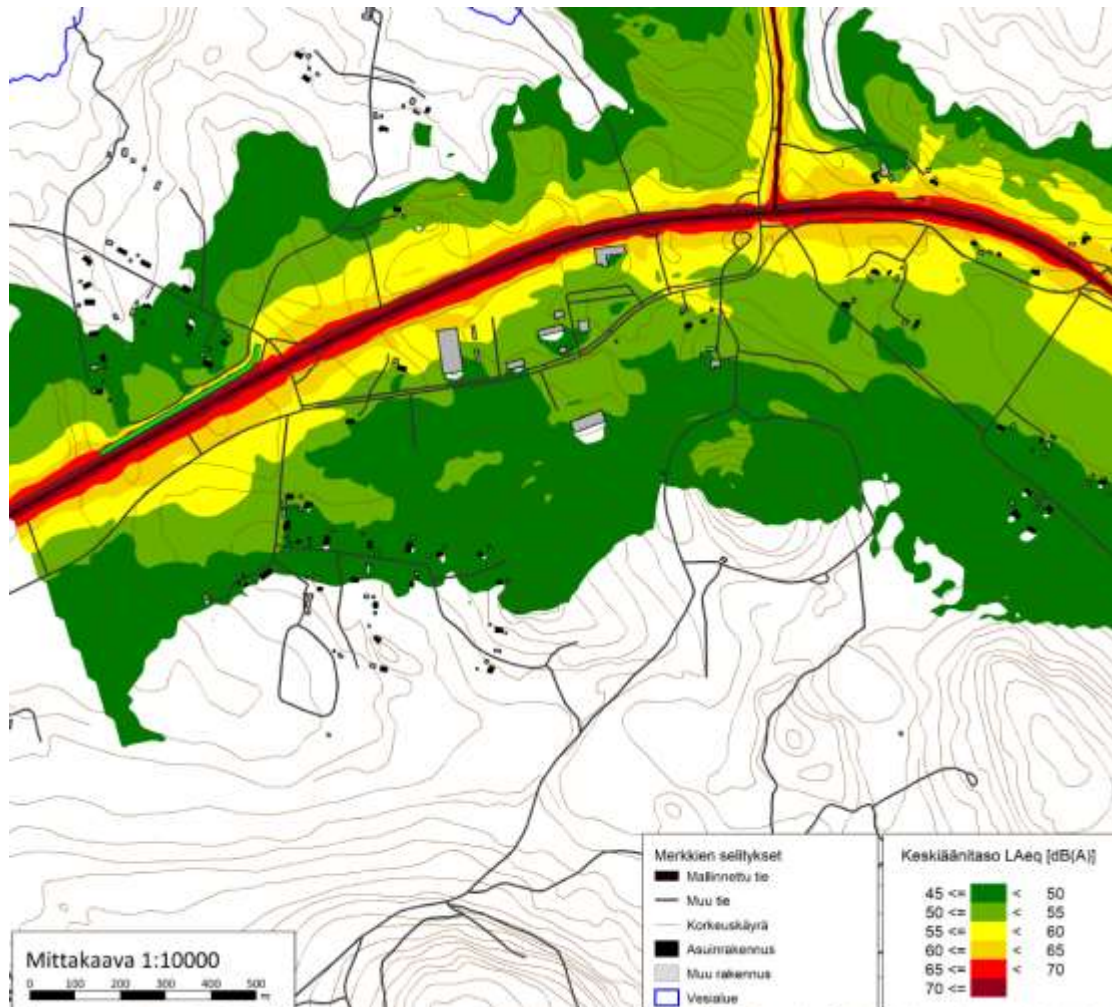 Merkkien selitykset
Mallinnettu tie
Muu tie
Korkeuskäyrä
Asuinrakennus
Muu rakennus
Vesialue
Keskiäänitaso LAeq [dB(A)]
45 <= < 50
50 <= < 55
55 <= < 60
60 <= < 65
65 <= < 70
70 <=
Mittakaava 1:10000
0 100 200 300 400 500
m